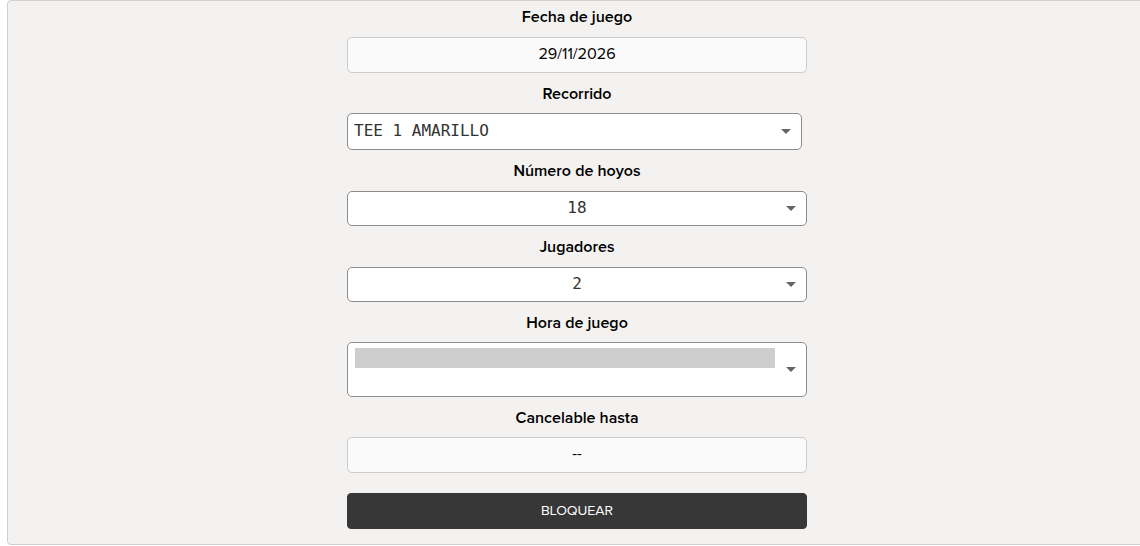 Fecha de juego
29/11/2026
Recorrido
TEE 1 AMARILLO
Número de hoyos
18
Jugadores
2
Hora de juego
Cancelable hasta
--
BLOQUEAR